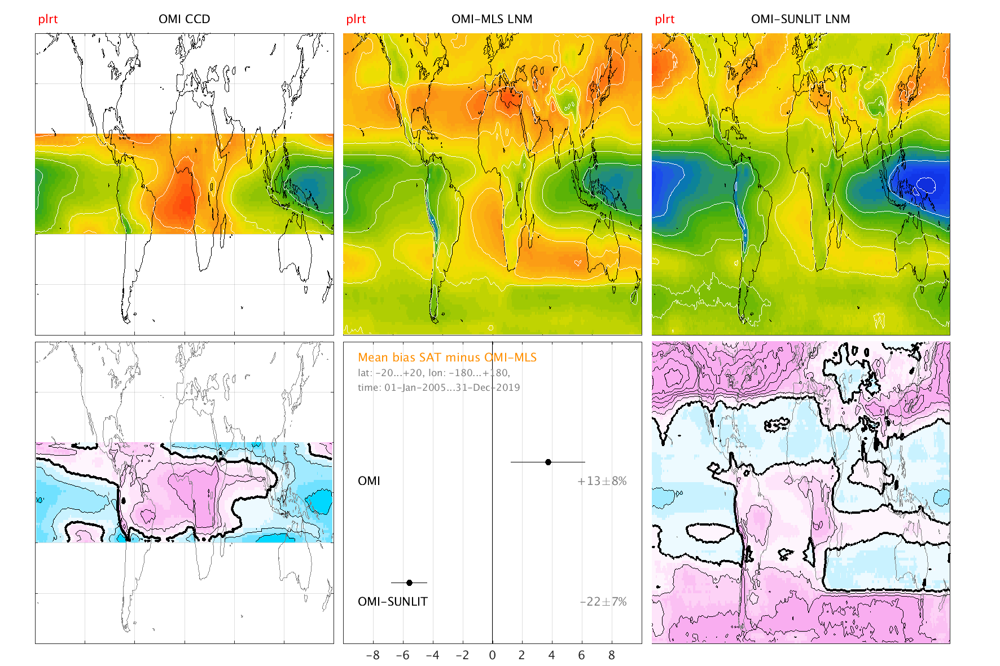 plrt OMI CCD
plrt OMI-MLS LNM
plrt OMI-SUNLIT LNM
Mean bias SAT minus OMI-MLS
lat: -20...+20, lon: -180...+180,
time: 01-Jan-2005...31-Dec-2019
OMI +13±8%
OMI-SUNLIT -22±7%
-8 -6 -4 -2 0 2 4 6 8